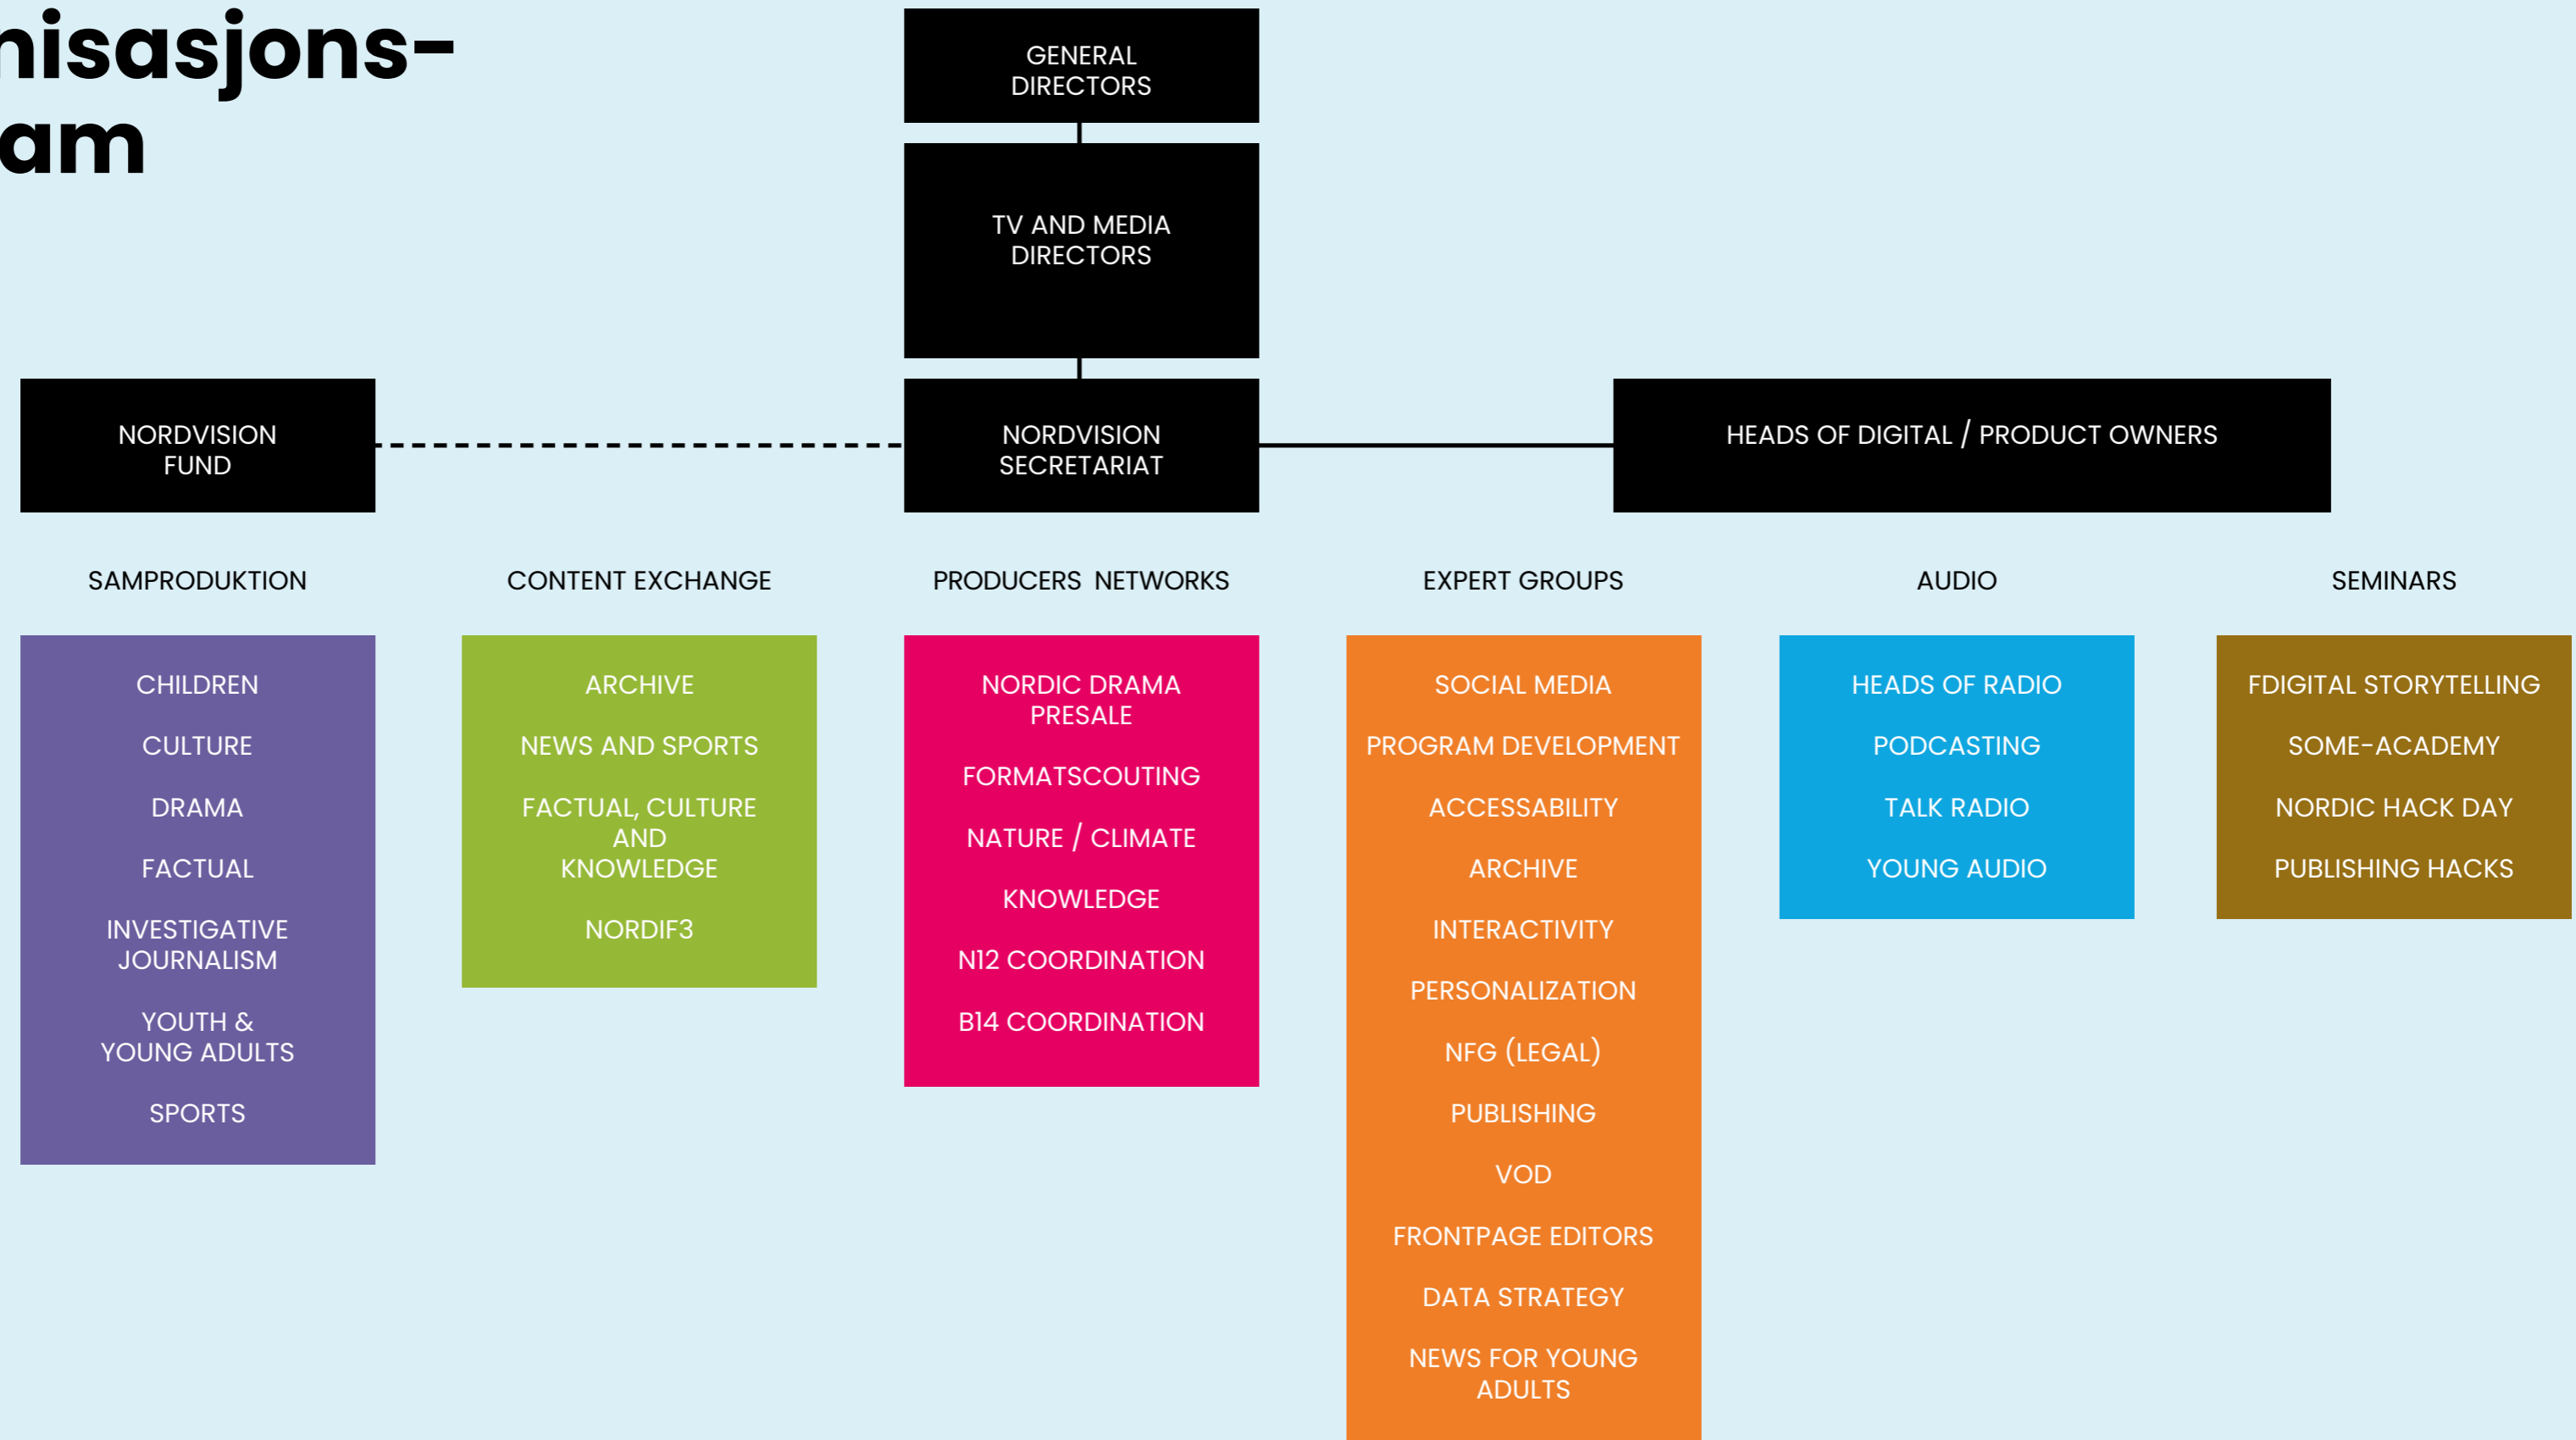 nisasjons-
am
GENERAL
DIRECTORS
TV AND MEDIA
DIRECTORS
NORDVISION
FUND
NORDVISION
SECRETARIAT
HEADS OF DIGITAL / PRODUCT OWNERS
SAMPRODUKTION
CHILDREN
CULTURE
DRAMA
FACTUAL
INVESTIGATIVE
JOURNALISM
YOUTH &
YOUNG ADULTS
SPORTS
CONTENT EXCHANGE
ARCHIVE
NEWS AND SPORTS
FACTUAL, CULTURE
AND
KNOWLEDGE
NORDIF3
PRODUCERS NETWORKS
NORDIC DRAMA
PRESALE
FORMATSCOUTING
NATURE / CLIMATE
KNOWLEDGE
N12 COORDINATION
B14 COORDINATION
EXPERT GROUPS
SOCIAL MEDIA
PROGRAM DEVELOPMENT
ACCESSABILITY
ARCHIVE
INTERACTIVITY
PERSONALIZATION
NFG (LEGAL)
PUBLISHING
VOD
FRONTPAGE EDITORS
DATA STRATEGY
NEWS FOR YOUNG
ADULTS
AUDIO
HEADS OF RADIO
PODCASTING
TALK RADIO
YOUNG AUDIO
SEMINARS
FDIGITAL STORYTELLING
SOME-ACADEMY
NORDIC HACK DAY
PUBLISHING HACKS